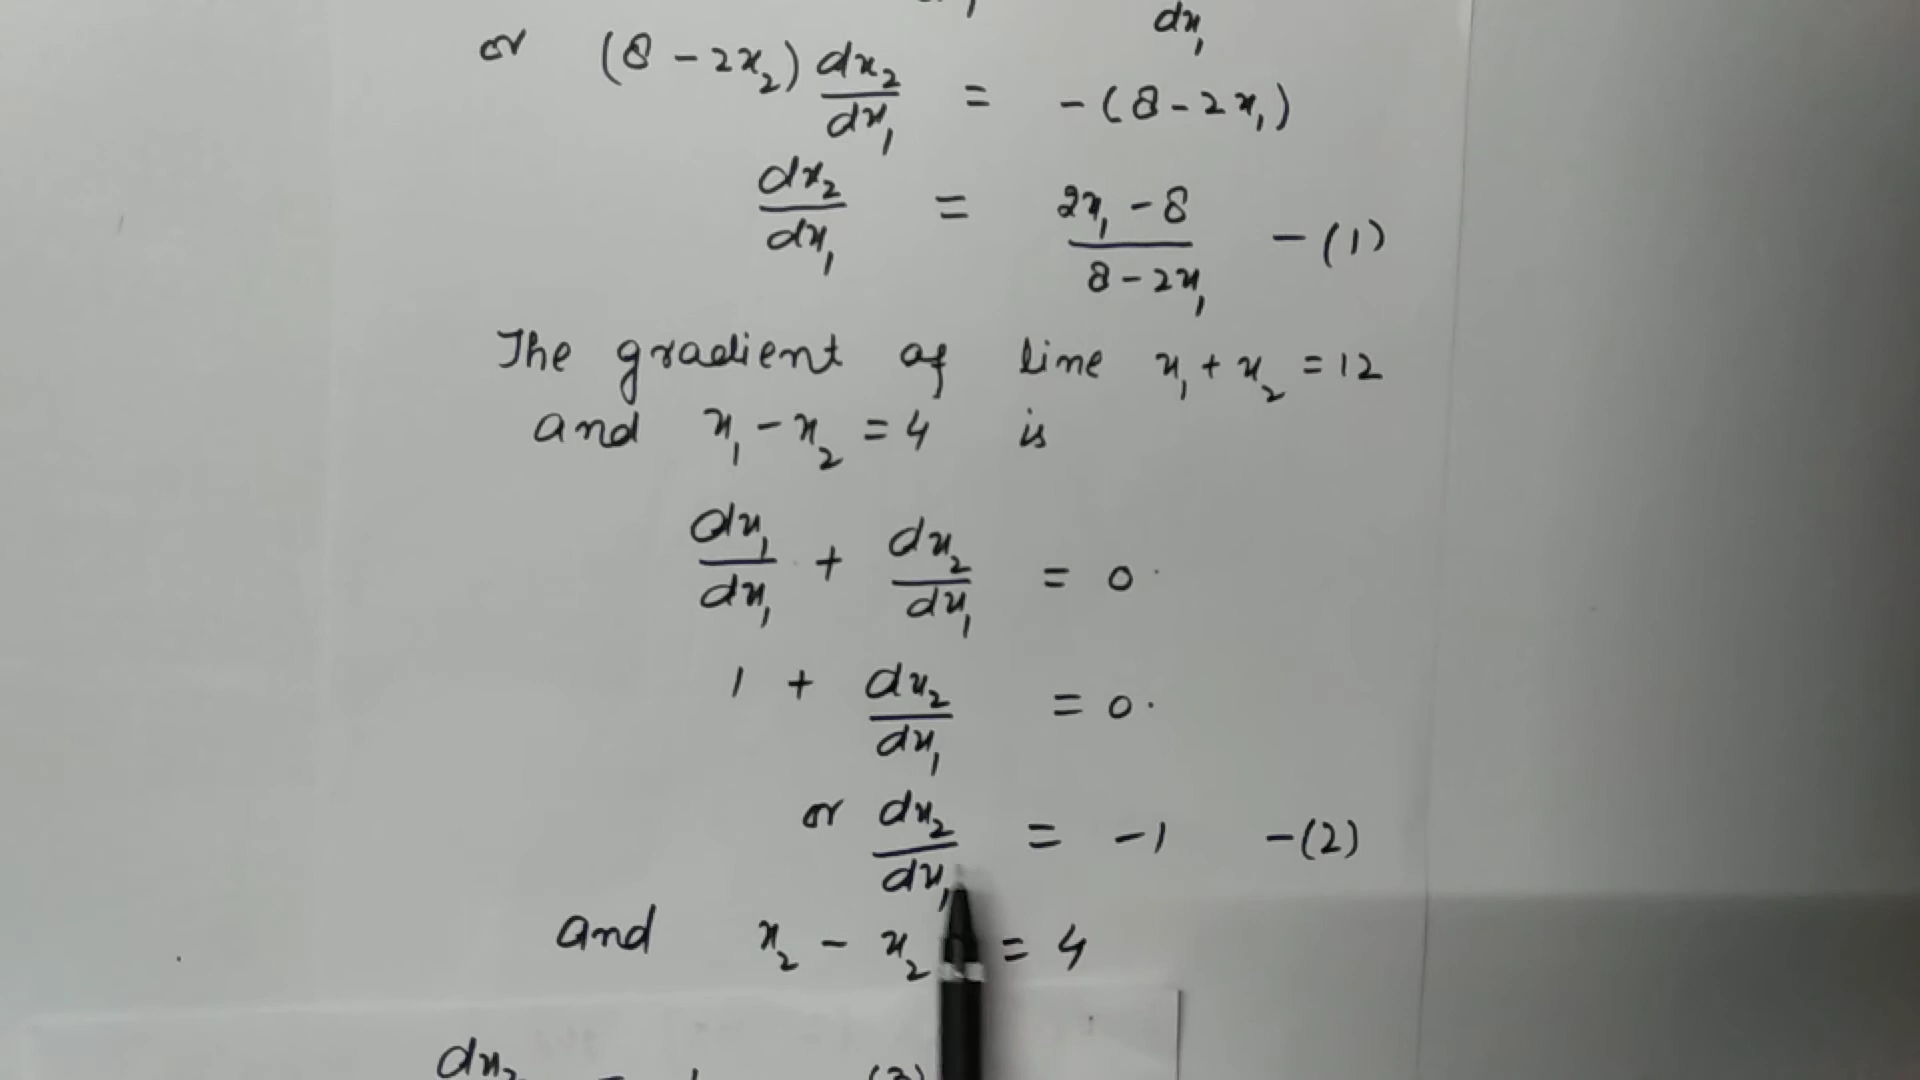 dx₁
or (8 - 2x₂) dx₂/dx₁ = -(8 - 2x₁)
dx₂/dx₁ = (2x₁ - 8)/(8 - 2x₁) - (1)
The gradient of line x₁ + x₂ = 12
and x₁ - x₂ = 4 is
dx₁/dx₁ + dx₂/dx₁ = 0.
1 + dx₂/dx₁ = 0.
or dx₂/dx₁ = -1 - (2)
and x₂ - x₂ = 4
dx₂